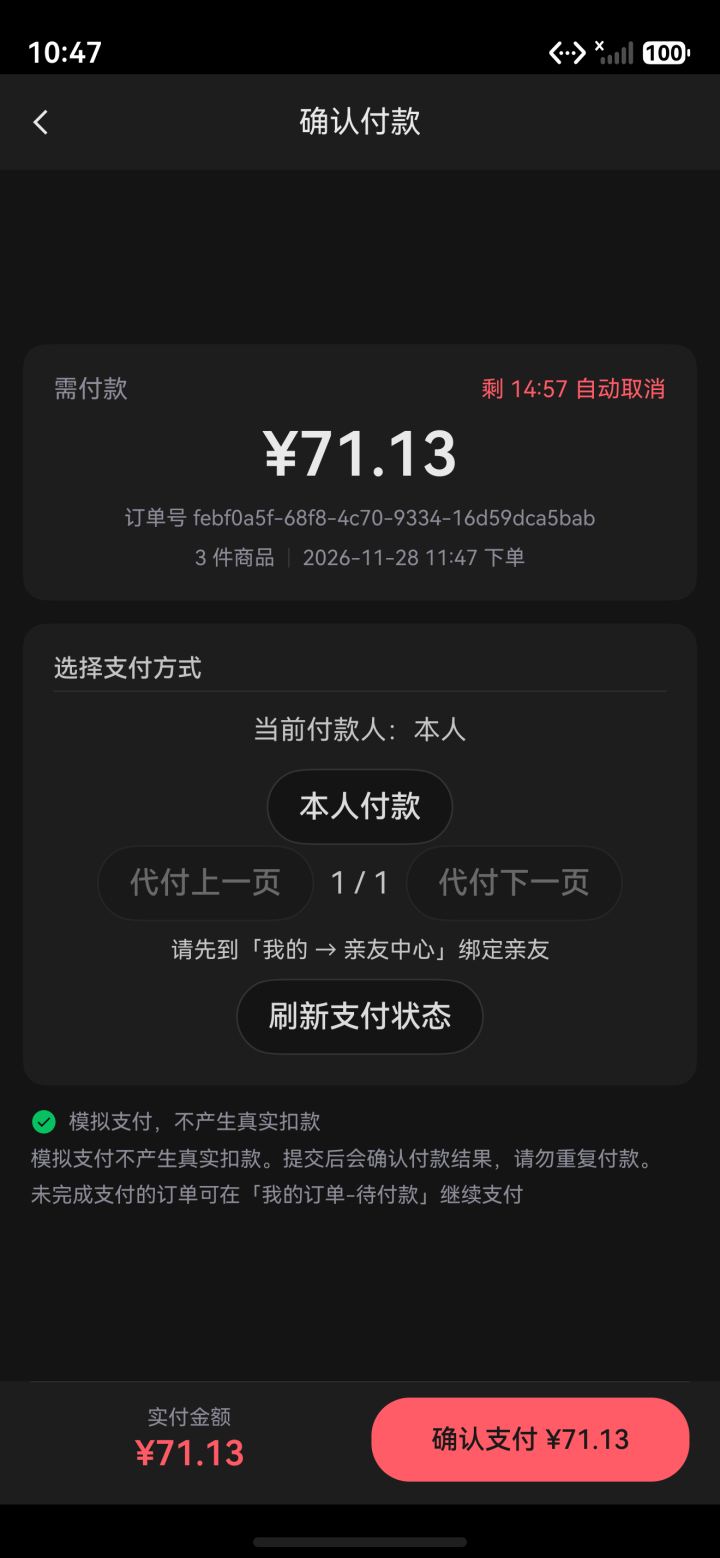 10:47
100
确认付款
需付款
剩 14:57 自动取消
¥71.13
订单号 febf0a5f-68f8-4c70-9334-16d59dca5bab
3 件商品 | 2026-11-28 11:47 下单
选择支付方式
当前付款人：本人
本人付款
代付上一页 1 / 1 代付下一页
请先到「我的 → 亲友中心」绑定亲友
刷新支付状态
模拟支付，不产生真实扣款
模拟支付不产生真实扣款。提交后会确认付款结果，请勿重复付款。
未完成支付的订单可在「我的订单-待付款」继续支付
实付金额
¥71.13
确认支付 ¥71.13